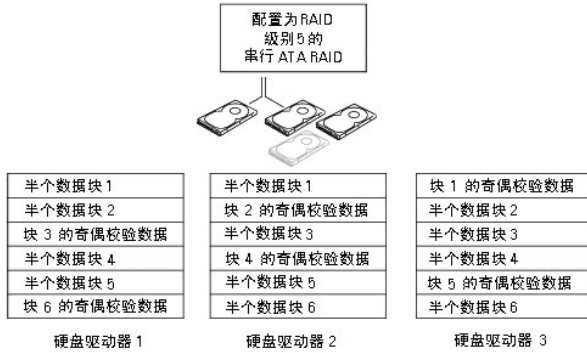 配置为RAID
级别5的
串行ATA RAID
半个数据块1
半个数据块2
块3的奇偶校验数据
半个数据块4
半个数据块5
块6的奇偶校验数据
硬盘驱动器1
半个数据块1
块2的奇偶校验数据
半个数据块3
块4的奇偶校验数据
半个数据块5
半个数据块6
硬盘驱动器2
块1的奇偶校验数据
半个数据块2
半个数据块3
半个数据块4
块5的奇偶校验数据
半个数据块6
硬盘驱动器3